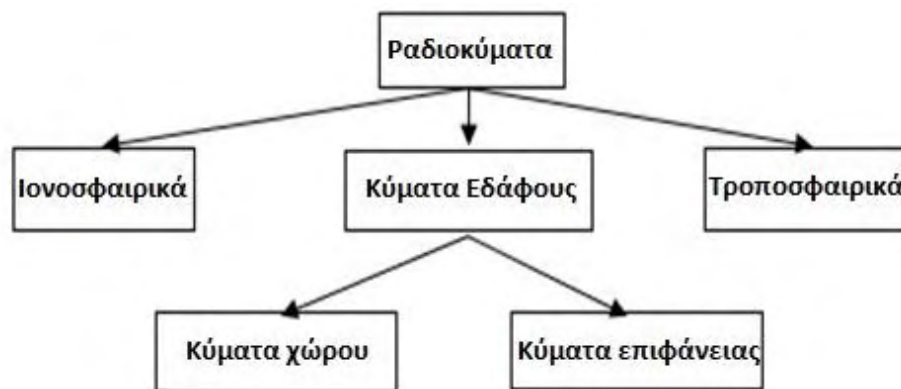 Ραδιοκύματα
Ιονοσφαιρικά
Κύματα Εδάφους
Τροποσφαιρικά
Κύματα χώρου
Κύματα επιφάνειας